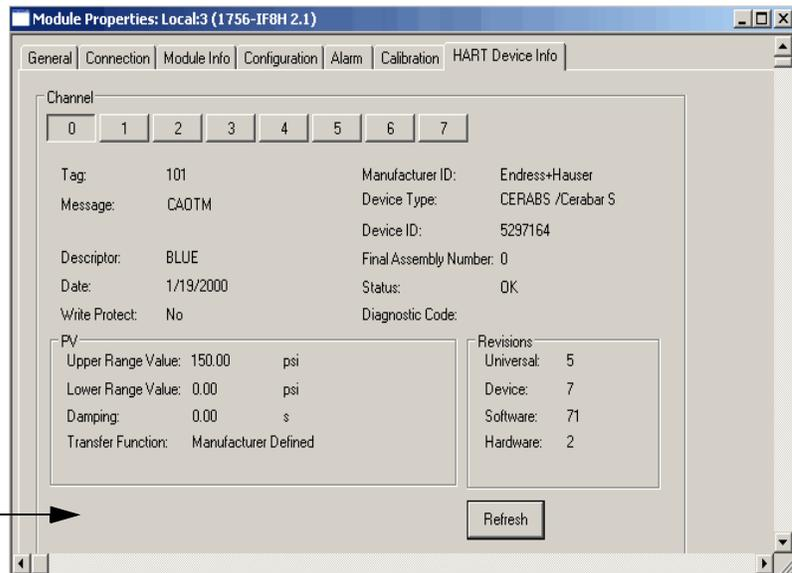 Module Properties: Local:3 (1756-IF8H 2.1)
General Connection Module Info Configuration Alarm Calibration HART Device Info
Channel
0 1 2 3 4 5 6 7
Tag: 101 Manufacturer ID: Endress+Hauser
Message: CAOTM Device Type: CERABS /Cerabar S
Device ID: 5297164
Descriptor: BLUE Final Assembly Number: 0
Date: 1/19/2000 Status: OK
Write Protect: No Diagnostic Code:
PV Revisions
Upper Range Value: 150.00 psi Universal: 5
Lower Range Value: 0.00 psi Device: 7
Damping: 0.00 s Software: 71
Transfer Function: Manufacturer Defined Hardware: 2
Refresh